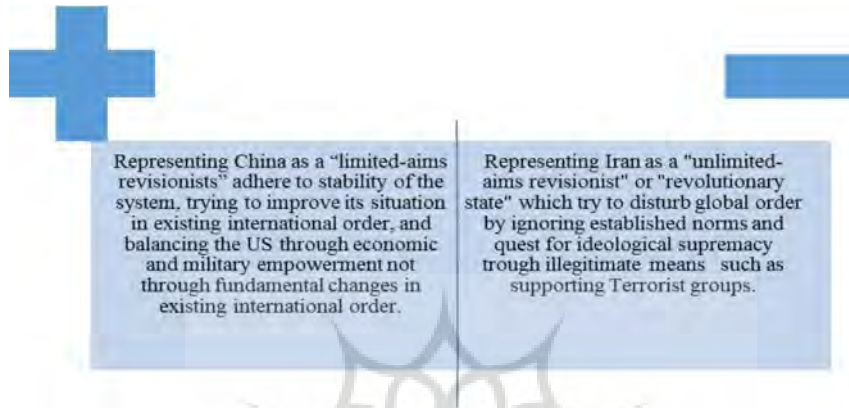 Representing China as a “limited-aims
revisionists” adhere to stability of the
system, trying to improve its situation
in existing international order, and
balancing the US through economic
and military empowerment not
through fundamental changes in
existing international order.
Representing Iran as a "unlimited-
aims revisionist" or "revolutionary
state" which try to disturb global order
by ignoring established norms and
quest for ideological supremacy
trough illegitimate means such as
supporting Terrorist groups.